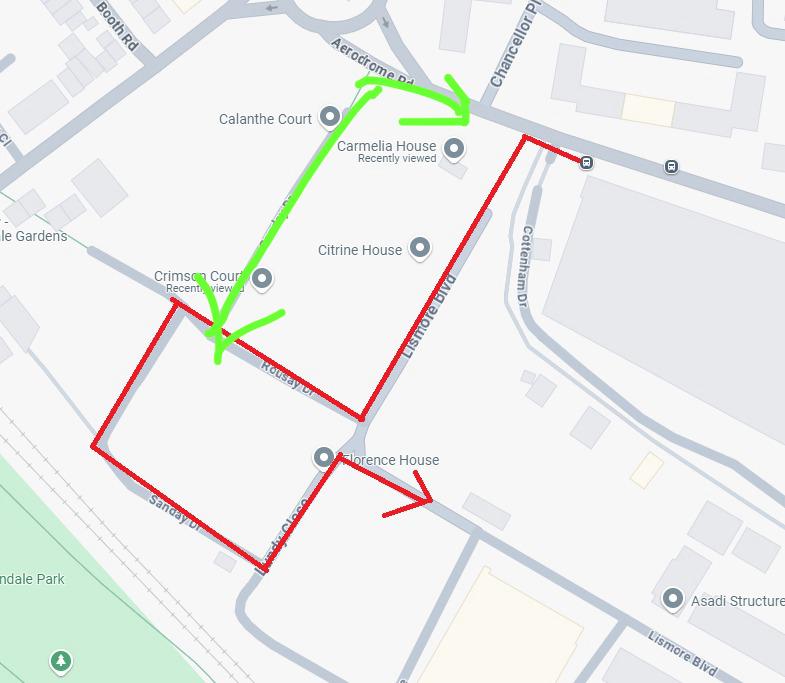 Booth Rd
Aerodrome Rd
Chancellor Pl
Calanthe Court
Carmelia House
Recently viewed
le Gardens
Citrine House
Cottenham Dr
Crimson Court
Recently viewed
Lismore Blvd
Rousay Dr
Florence House
Sanday Dr
Lundy Close
ndale Park
Asadi Structure
Lismore Blvd